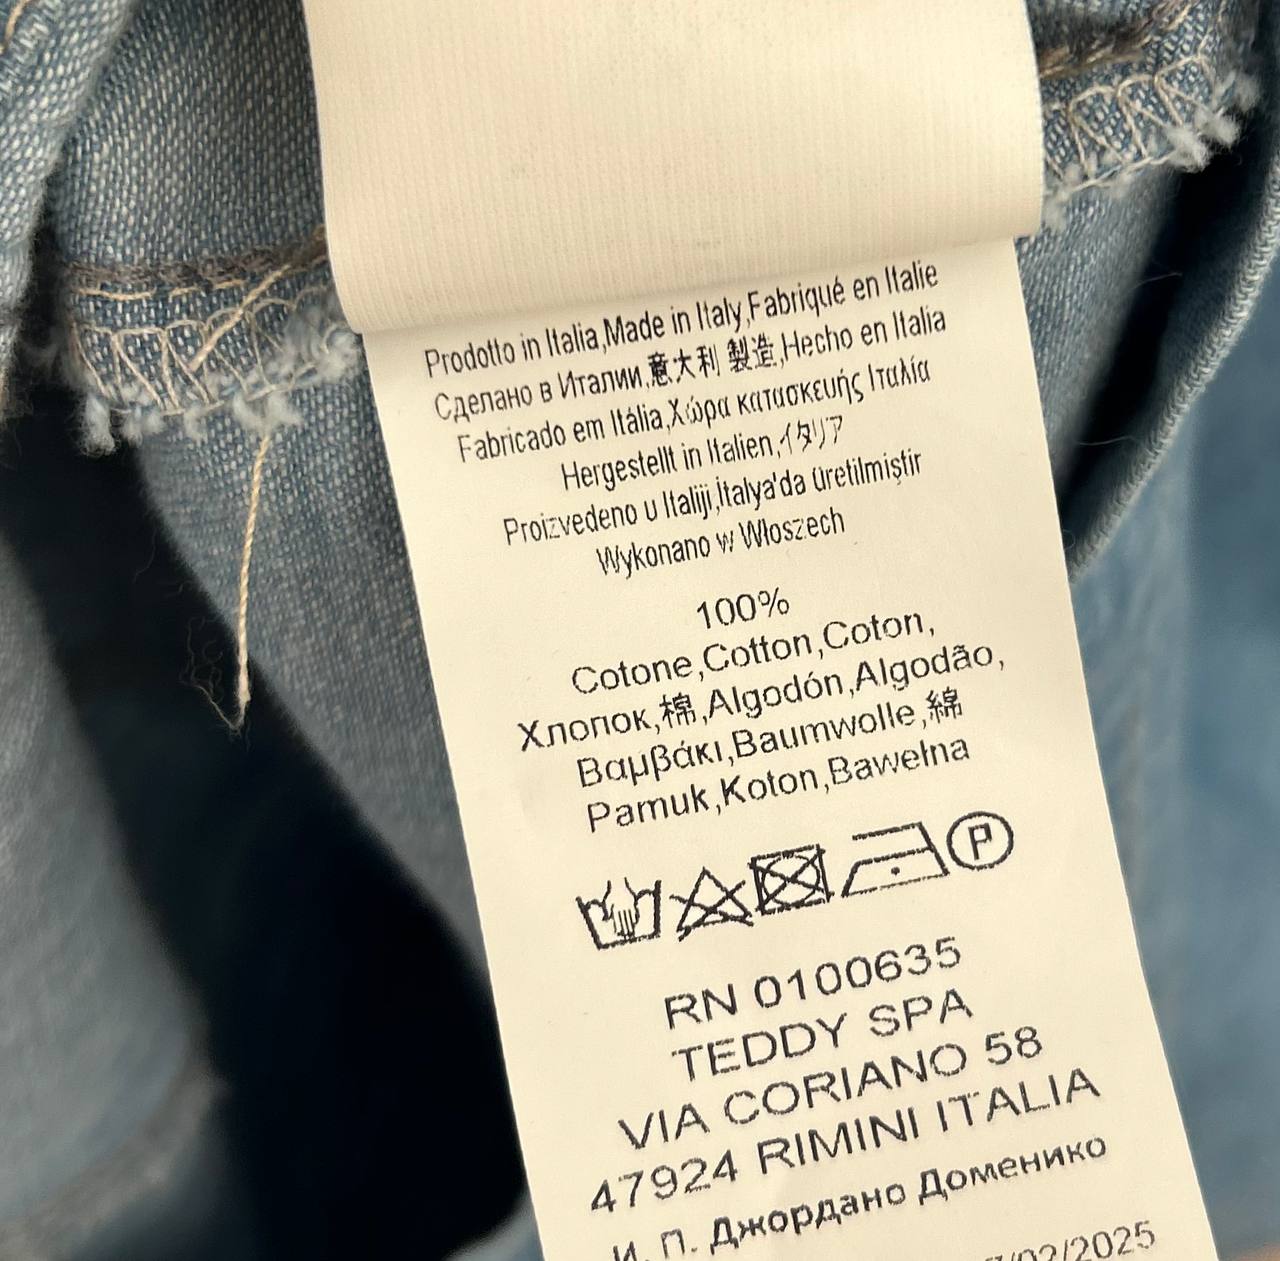 Prodotto in Italia,Made in Italy,Fabriqué en Italie
Сделано в Италии,意大利 製造,Hecho en Italia
Fabricado em Itália,Χώρα κατασκευής Ιταλία
Hergestellt in Italien,イタリア
Proizvedeno u Italiji,İtalya'da üretilmiştir
Wykonano w Włoszech
100%
Cotone,Cotton,Coton,
Хлопок,棉,Algodón,Algodão,
Βαμβάκι,Baumwolle,綿
Pamuk,Koton,Bawełna
P
RN 0100635
TEDDY SPA
VIA CORIANO 58
47924 RIMINI ITALIA
И. П. Джордано Доменико
/02/2025